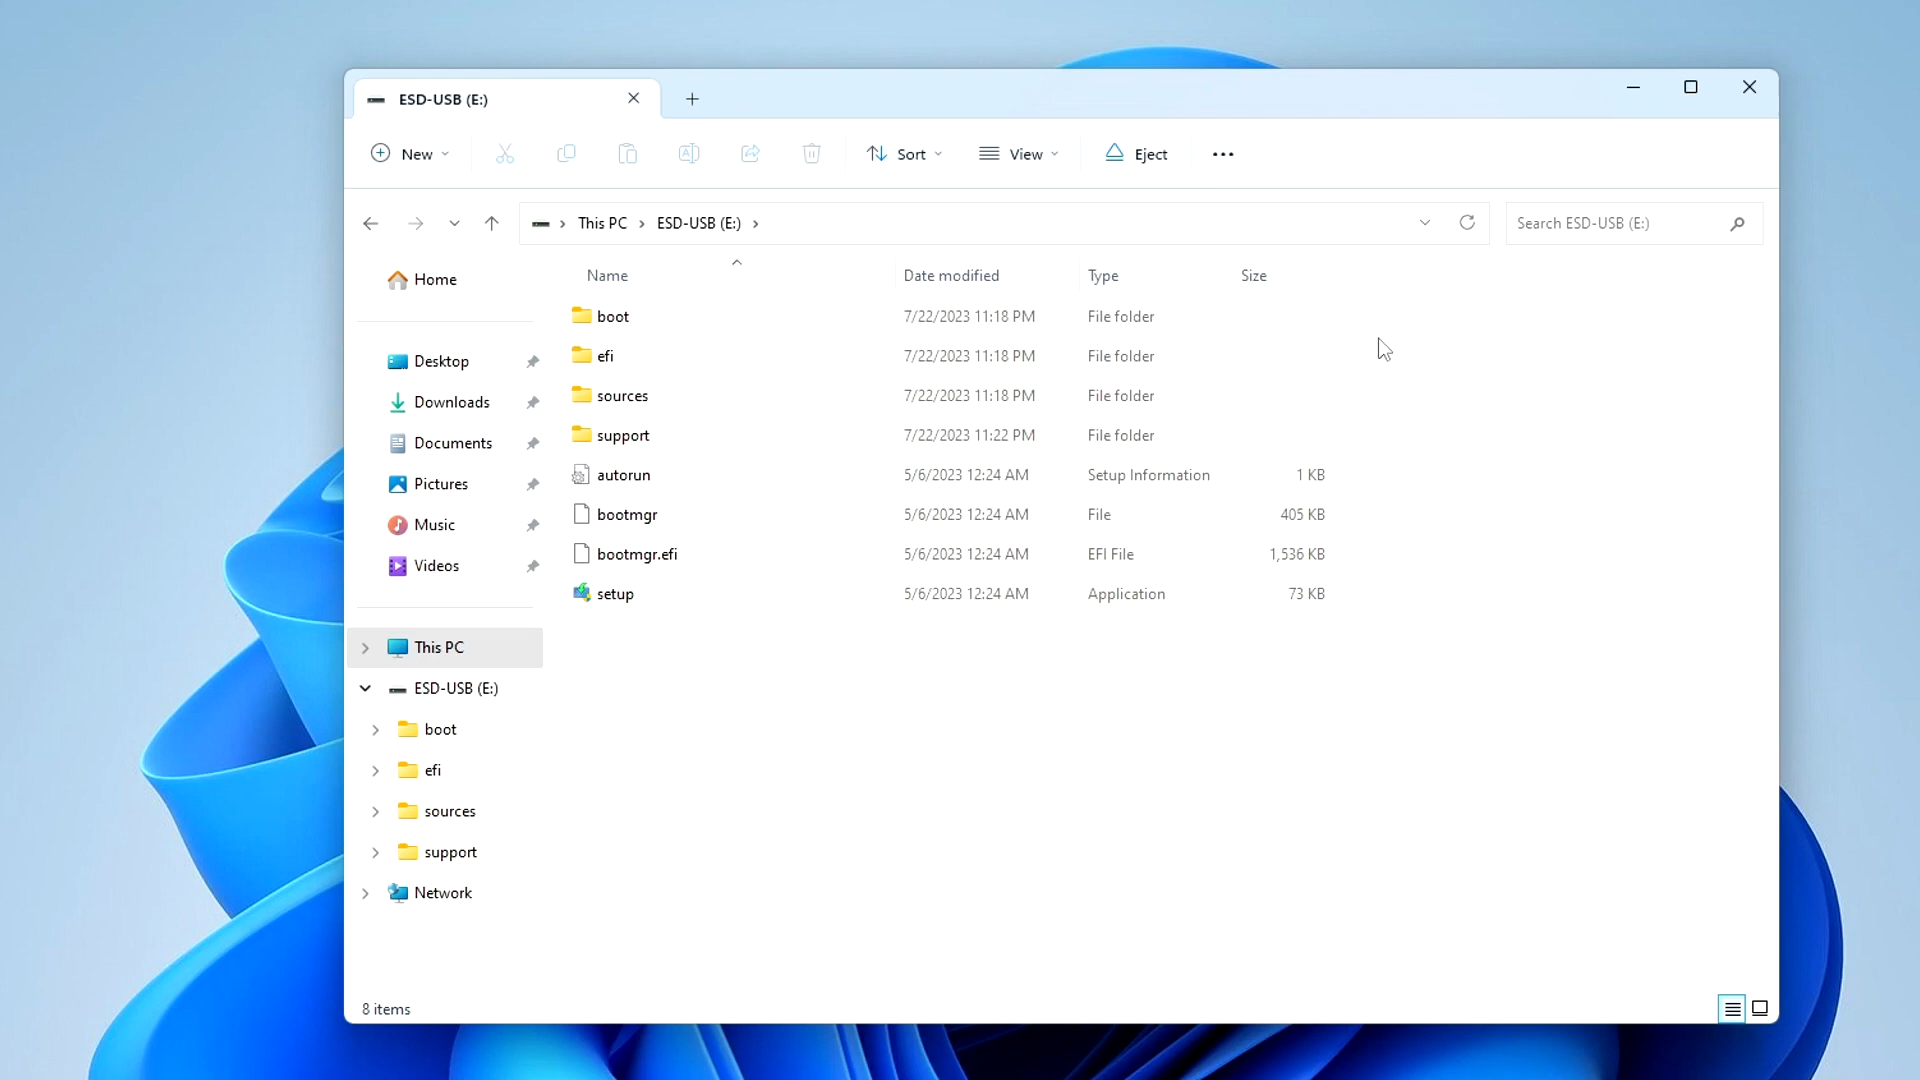 ESD-USB (E:)
New
Sort
View
Eject
This PC
ESD-USB (E:)
Search ESD-USB (E:)
Name Date modified Type Size
boot 7/22/2023 11:18 PM File folder
efi 7/22/2023 11:18 PM File folder
sources 7/22/2023 11:18 PM File folder
support 7/22/2023 11:22 PM File folder
autorun 5/6/2023 12:24 AM Setup Information 1 KB
bootmgr 5/6/2023 12:24 AM File 405 KB
bootmgr.efi 5/6/2023 12:24 AM EFI File 1,536 KB
setup 5/6/2023 12:24 AM Application 73 KB
Home
Desktop
Downloads
Documents
Pictures
Music
Videos
This PC
ESD-USB (E:)
boot
efi
sources
support
Network
8 items